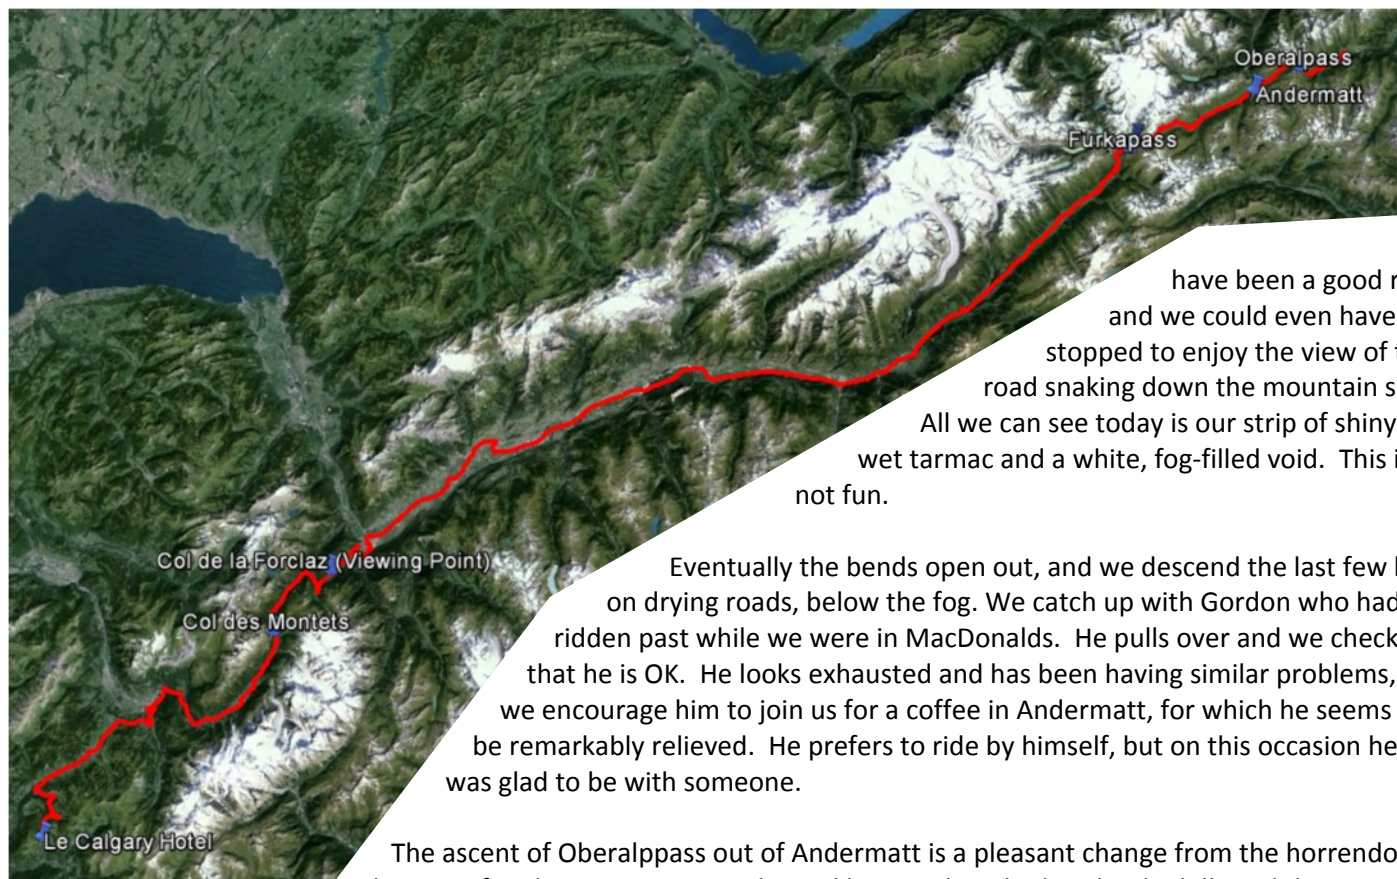 Oberalpass
Andermatt
Furkapass
Col de la Forclaz (Viewing Point)
Col des Montets
Le Calgary Hotel
have been a good
and we could even have
stopped to enjoy the view of
road snaking down the mountain
All we can see today is our strip of shiny
wet tarmac and a white, fog-filled void. This
not fun.
Eventually the bends open out, and we descend the last few
on drying roads, below the fog. We catch up with Gordon who had
ridden past while we were in MacDonalds. He pulls over and we check
that he is OK. He looks exhausted and has been having similar problems,
we encourage him to join us for a coffee in Andermatt, for which he seems
be remarkably relieved. He prefers to ride by himself, but on this occasion he
was glad to be with someone.
The ascent of Oberalppass out of Andermatt is a pleasant change from the